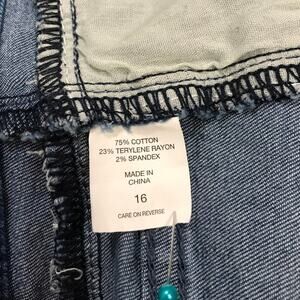 75% COTTON
23% TERYLENE RAYON
2% SPANDEX
MADE IN
CHINA
16
CARE ON REVERSE